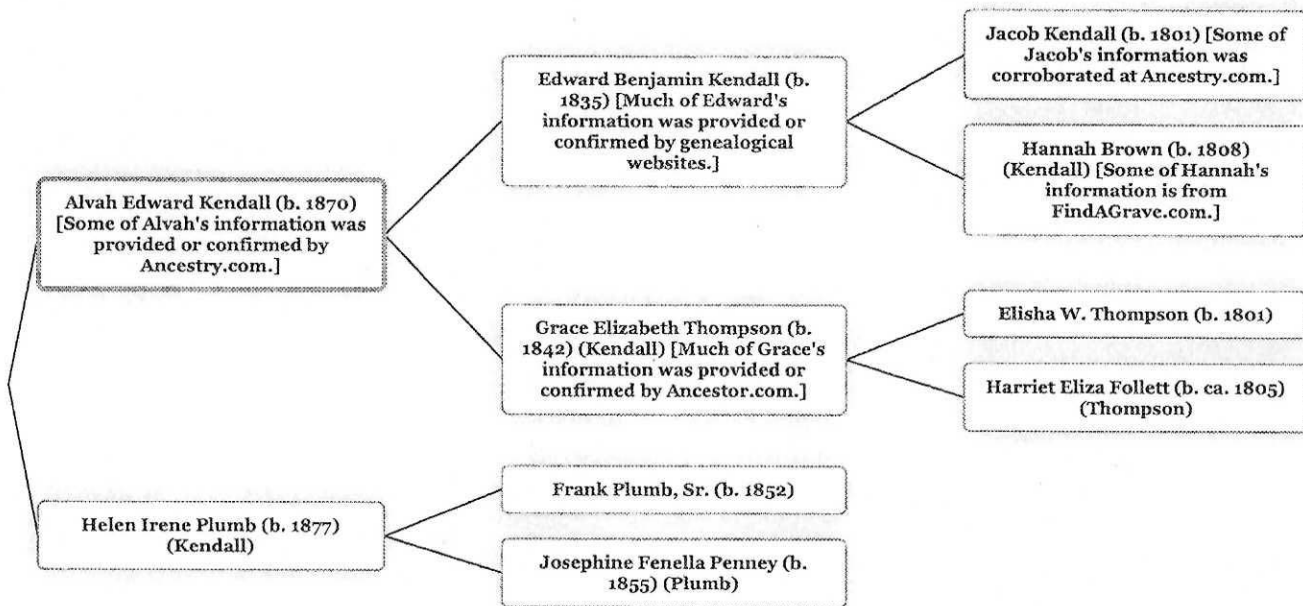 Alvah Edward Kendall (b. 1870)
[Some of Alvah's information was
provided or confirmed by
Ancestry.com.]
Edward Benjamin Kendall (b.
1835) [Much of Edward's
information was provided or
confirmed by genealogical
websites.]
Jacob Kendall (b. 1801) [Some of
Jacob's information was
corroborated at Ancestry.com.]
Hannah Brown (b. 1808)
(Kendall) [Some of Hannah's
information is from
FindAGrave.com.]
Grace Elizabeth Thompson (b.
1842) (Kendall) [Much of Grace's
information was provided or
confirmed by Ancestor.com.]
Elisha W. Thompson (b. 1801)
Harriet Eliza Follett (b. ca. 1805)
(Thompson)
Helen Irene Plumb (b. 1877)
(Kendall)
Frank Plumb, Sr. (b. 1852)
Josephine Fenella Penney (b.
1855) (Plumb)